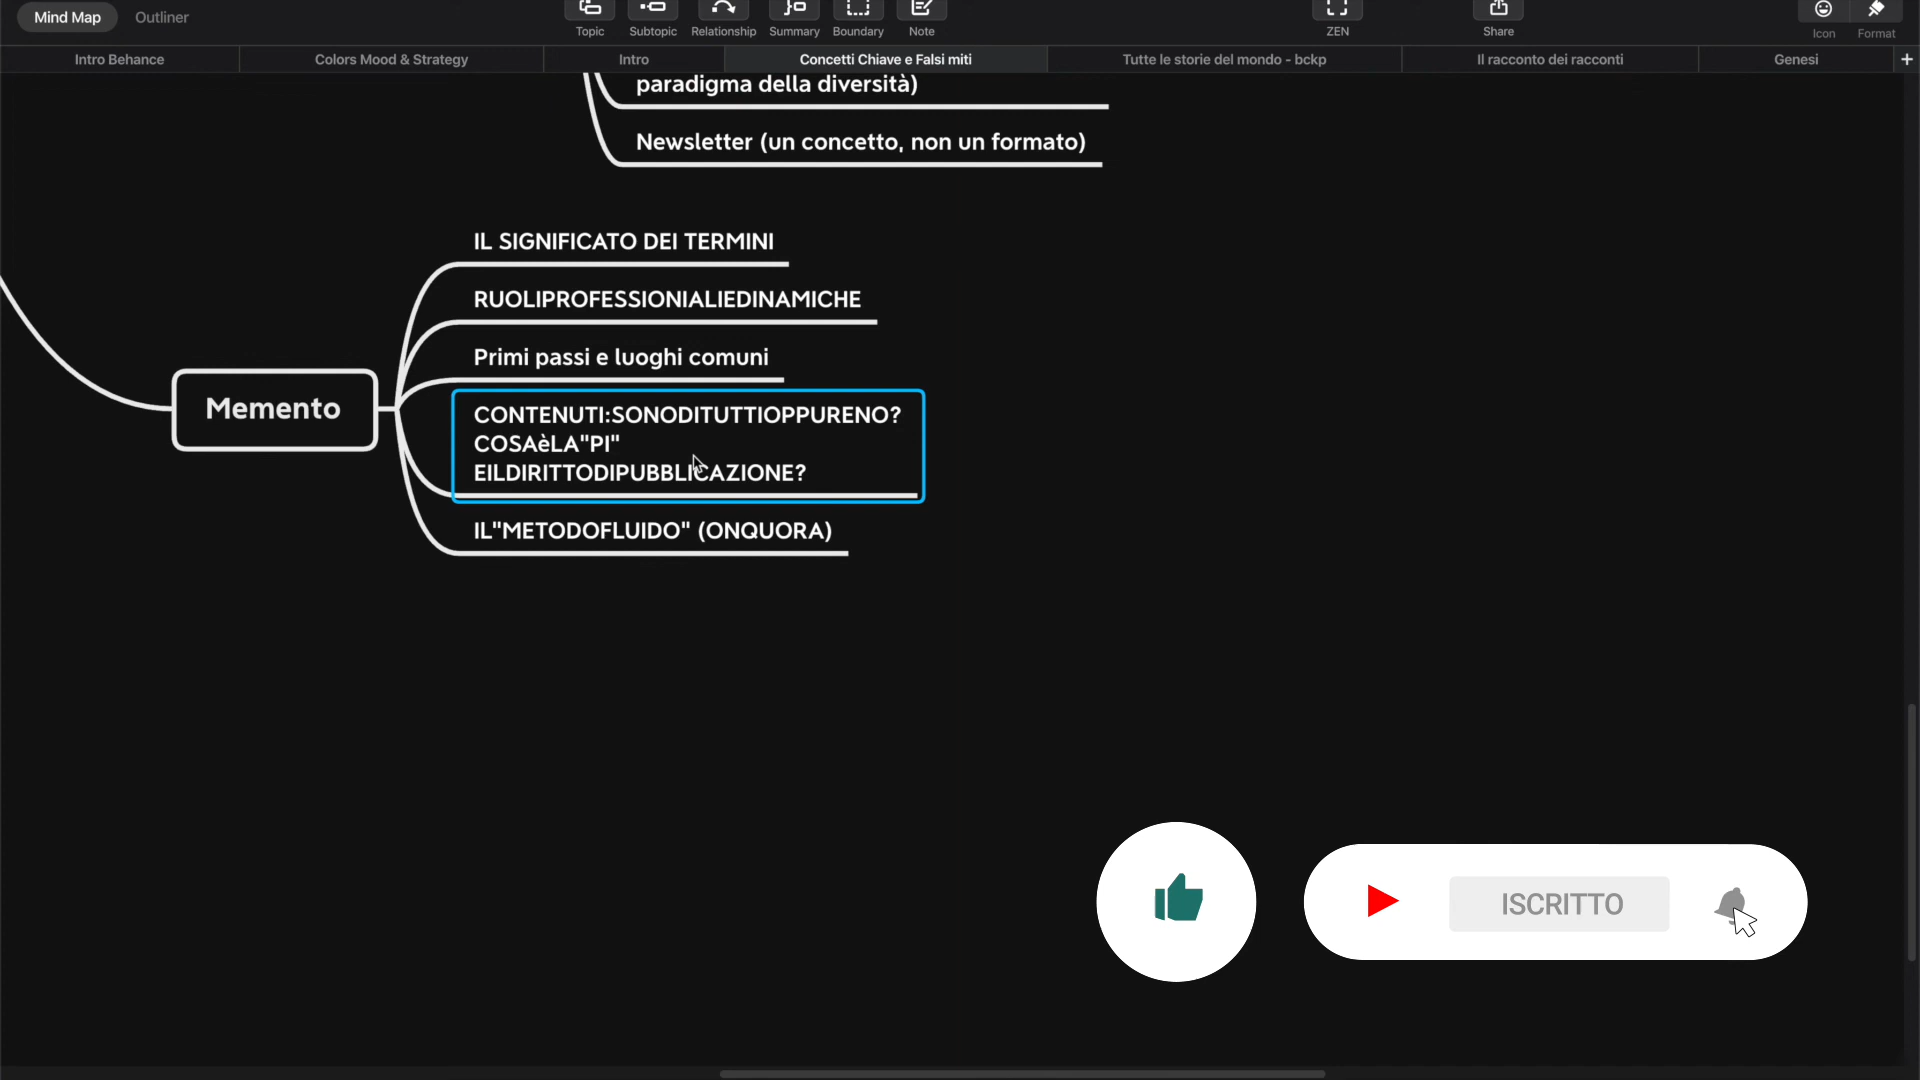 Mind Map
Outliner
Topic
Subtopic
Relationship
Summary
Boundary
Note
ZEN
Share
Icon
Format
Intro Behance
Colors Mood & Strategy
Intro
Concetti Chiave e Falsi miti
Tutte le storie del mondo - bckp
Il racconto dei racconti
Genesi
+
paradigma della diversità)
Newsletter (un concetto, non un formato)
IL SIGNIFICATO DEI TERMINI
RUOLIPROFESSIONIALIEDINAMICHE
Primi passi e luoghi comuni
Memento
CONTENUTI:SONODITUTTIOPPURENO?
COSAèLA"PI"
EILDIRITTODIPUBBLICAZIONE?
IL"METODOFLUIDO" (ONQUORA)
ISCRITTO